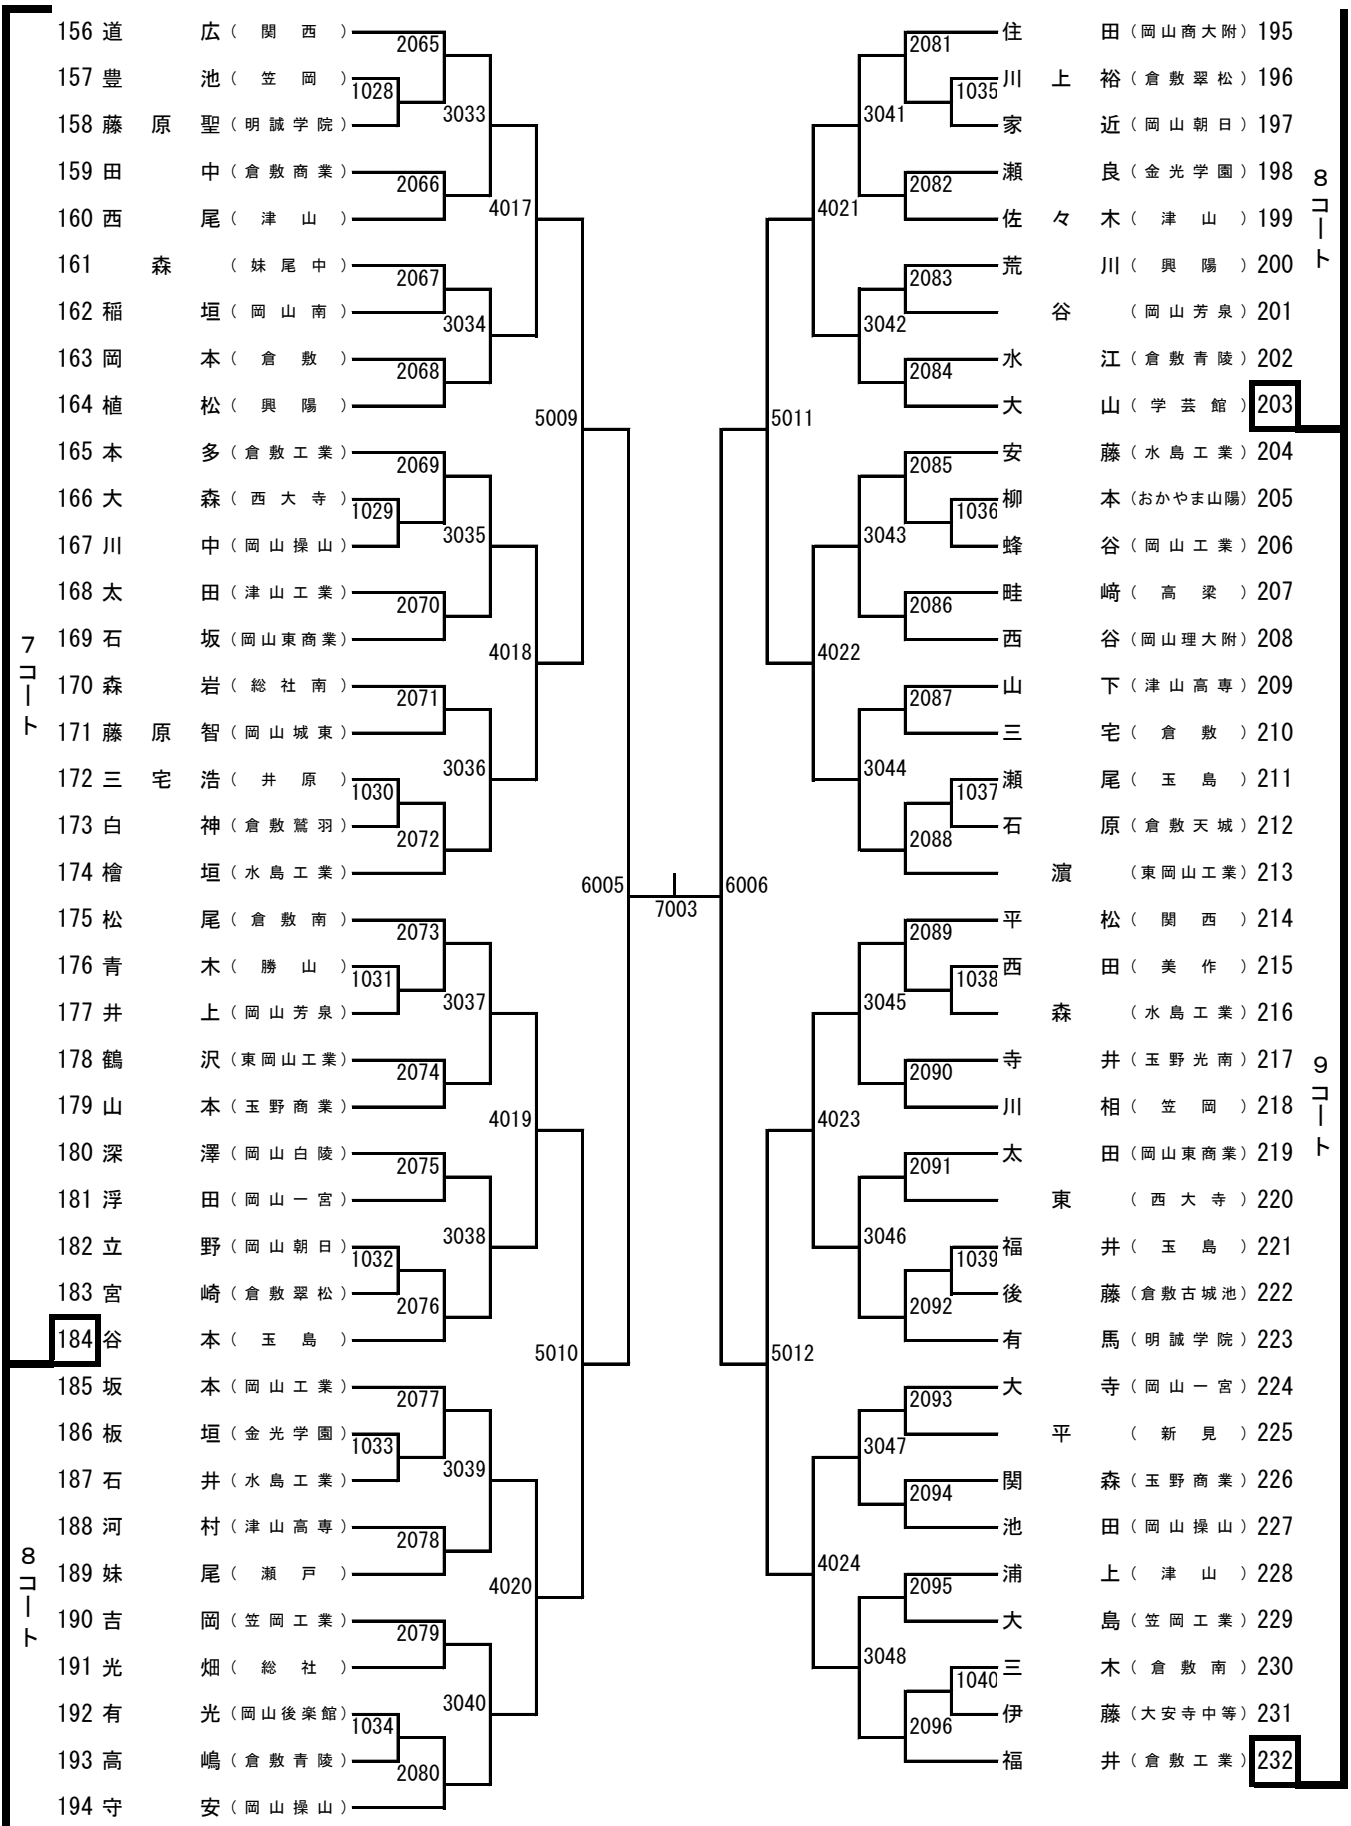 156 道 広 ( 関 西 )
157 豊 池 ( 笠 岡 )
158 藤 原 聖 ( 明 誠 学 院 )
159 田 中 ( 倉 敷 商 業 )
160 西 尾 ( 津 山 )
161 森 ( 妹 尾 中 )
162 稲 垣 ( 岡 山 南 )
163 岡 本 ( 倉 敷 )
164 植 松 ( 興 陽 )
165 本 多 ( 倉 敷 工 業 )
166 大 森 ( 西 大 寺 )
167 川 中 ( 岡 山 操 山 )
168 太 田 ( 津 山 工 業 )
169 石 坂 ( 岡 山 東 商 業 )
170 森 岩 ( 総 社 南 )
171 藤 原 智 ( 岡 山 城 東 )
172 三 宅 浩 ( 井 原 )
173 白 神 ( 倉 敷 鷲 羽 )
174 檜 垣 ( 水 島 工 業 )
175 松 尾 ( 倉 敷 南 )
176 青 木 ( 勝 山 )
177 井 上 ( 岡 山 芳 泉 )
178 鶴 沢 ( 東 岡 山 工 業 )
179 山 本 ( 玉 野 商 業 )
180 深 澤 ( 岡 山 白 陵 )
181 浮 田 ( 岡 山 一 宮 )
182 立 野 ( 岡 山 朝 日 )
183 宮 崎 ( 倉 敷 翠 松 )
184 谷 本 ( 玉 島 )
185 坂 本 ( 岡 山 工 業 )
186 板 垣 ( 金 光 学 園 )
187 石 井 ( 水 島 工 業 )
188 河 村 ( 津 山 高 専 )
189 妹 尾 ( 瀬 戸 )
190 吉 岡 ( 笠 岡 工 業 )
191 光 畑 ( 総 社 )
192 有 光 ( 岡 山 後 楽 館 )
193 高 嶋 ( 倉 敷 青 陵 )
194 守 安 ( 岡 山 操 山 )
7コート
8コート
1028
1029
1030
1031
1032
1033
1034
2065
2066
2067
2068
2069
2070
2071
2072
2073
2074
2075
2076
2077
2078
2079
2080
3033
3034
3035
3036
3037
3038
3039
3040
4017
4018
4019
4020
5009
5010
6005
7003
6006
5011
5012
4021
4022
4023
4024
3041
3042
3043
3044
3045
3046
3047
3048
2081
2082
2083
2084
2085
2086
2087
2088
2089
2090
2091
2092
2093
2094
2095
2096
1035
1036
1037
1038
1039
1040
住 田 ( 岡 山 商 大 附 ) 195
川 上 裕 ( 倉 敷 翠 松 ) 196
家 近 ( 岡 山 朝 日 ) 197
瀬 良 ( 金 光 学 園 ) 198
佐 々 木 ( 津 山 ) 199
荒 川 ( 興 陽 ) 200
谷 ( 岡 山 芳 泉 ) 201
水 江 ( 倉 敷 青 陵 ) 202
大 山 ( 学 芸 館 ) 203
安 藤 ( 水 島 工 業 ) 204
柳 本 (おかやま山陽) 205
蜂 谷 ( 岡 山 工 業 ) 206
畦 﨑 ( 高 梁 ) 207
西 谷 ( 岡 山 理 大 附 ) 208
山 下 ( 津 山 高 専 ) 209
三 宅 ( 倉 敷 ) 210
瀬 尾 ( 玉 島 ) 211
石 原 ( 倉 敷 天 城 ) 212
濵 ( 東 岡 山 工 業 ) 213
平 松 ( 関 西 ) 214
西 田 ( 美 作 ) 215
森 ( 水 島 工 業 ) 216
寺 井 ( 玉 野 光 南 ) 217
川 相 ( 笠 岡 ) 218
太 田 ( 岡 山 東 商 業 ) 219
東 ( 西 大 寺 ) 220
福 井 ( 玉 島 ) 221
後 藤 ( 倉 敷 古 城 池 ) 222
有 馬 ( 明 誠 学 院 ) 223
大 寺 ( 岡 山 一 宮 ) 224
平 ( 新 見 ) 225
関 森 ( 玉 野 商 業 ) 226
池 田 ( 岡 山 操 山 ) 227
浦 上 ( 津 山 ) 228
大 島 ( 笠 岡 工 業 ) 229
三 木 ( 倉 敷 南 ) 230
伊 藤 ( 大 安 寺 中 等 ) 231
福 井 ( 倉 敷 工 業 ) 232
8コート
9コート